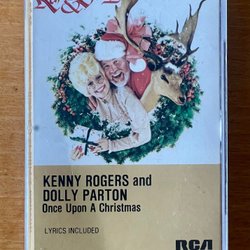 KENNY ROGERS and
DOLLY PARTON
Once Upon A Christmas
LYRICS INCLUDED
RCA